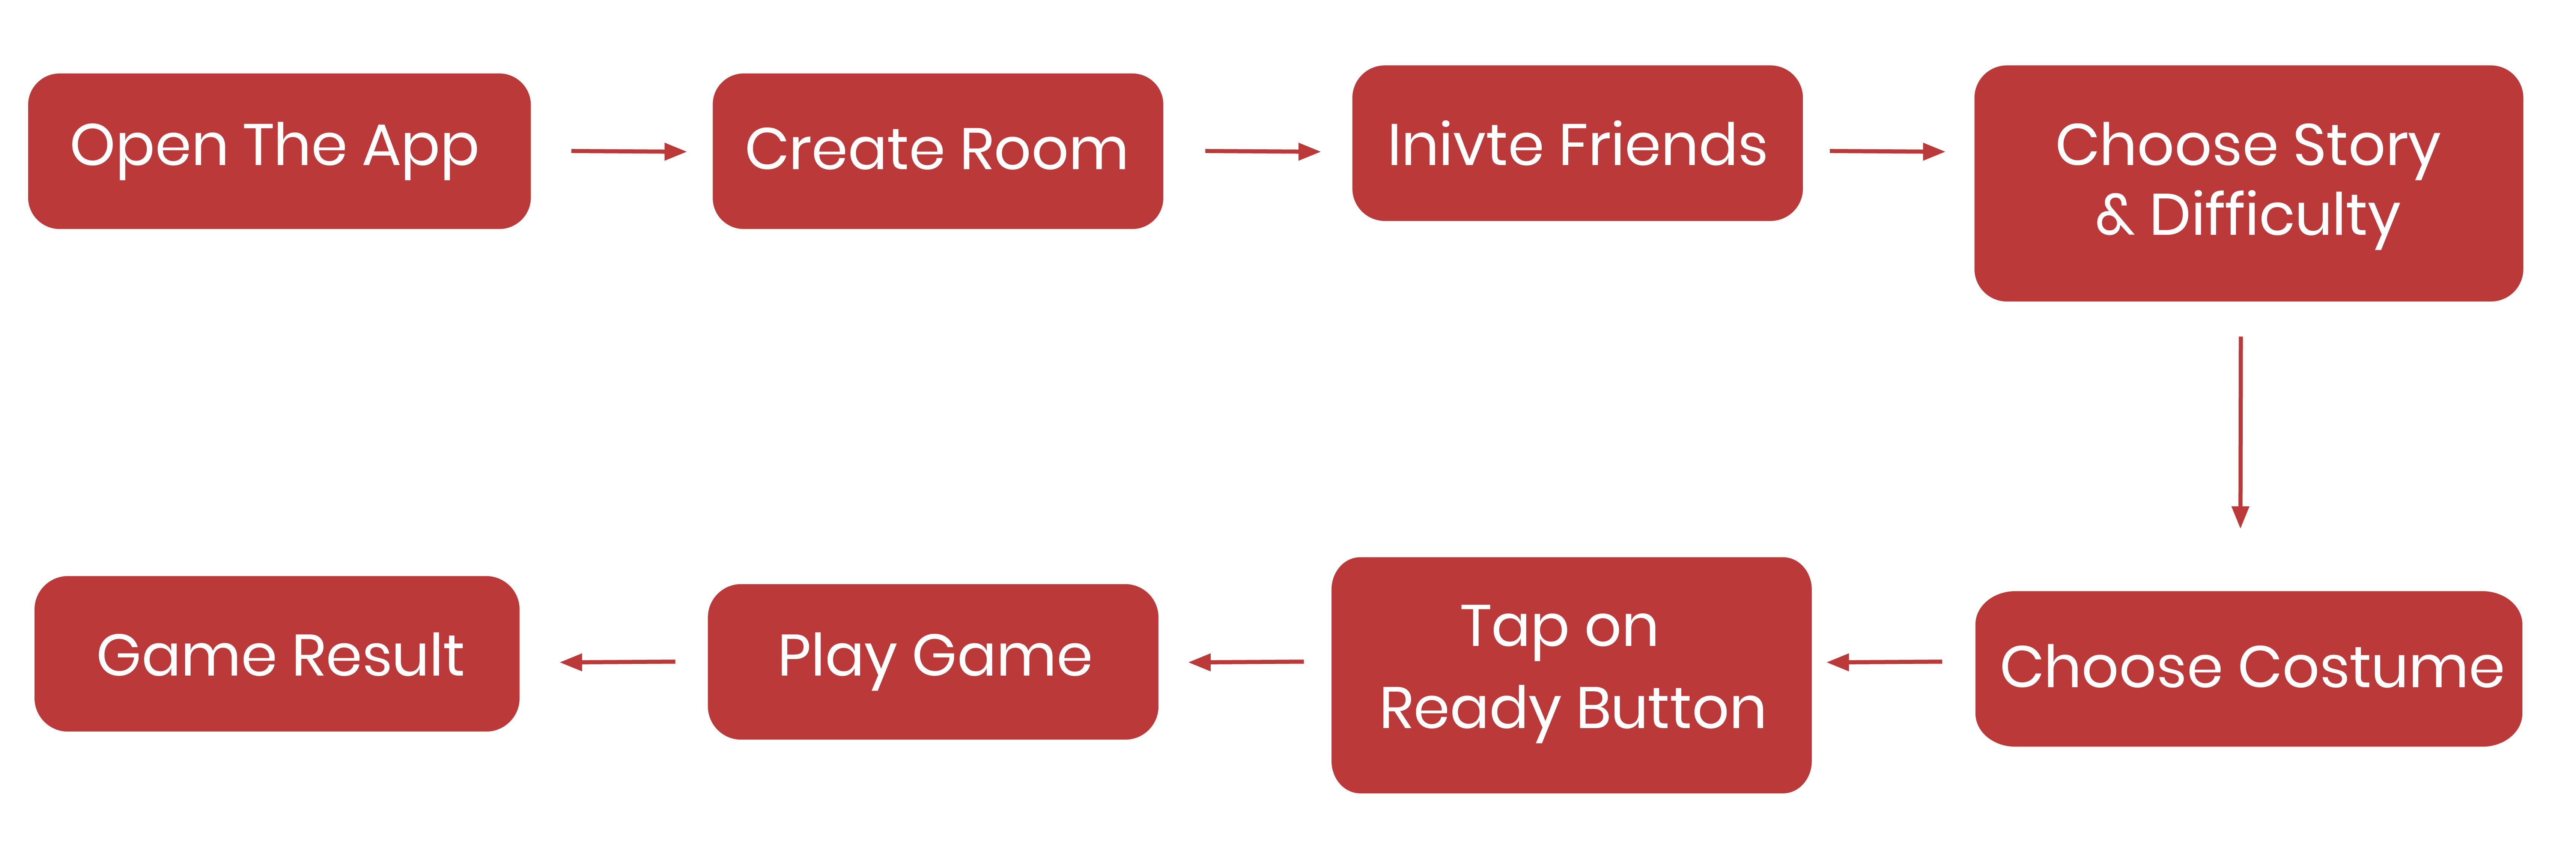 Open The App
Create Room
Inivte Friends
Choose Story
& Difficulty
Choose Costume
Tap on
Ready Button
Play Game
Game Result